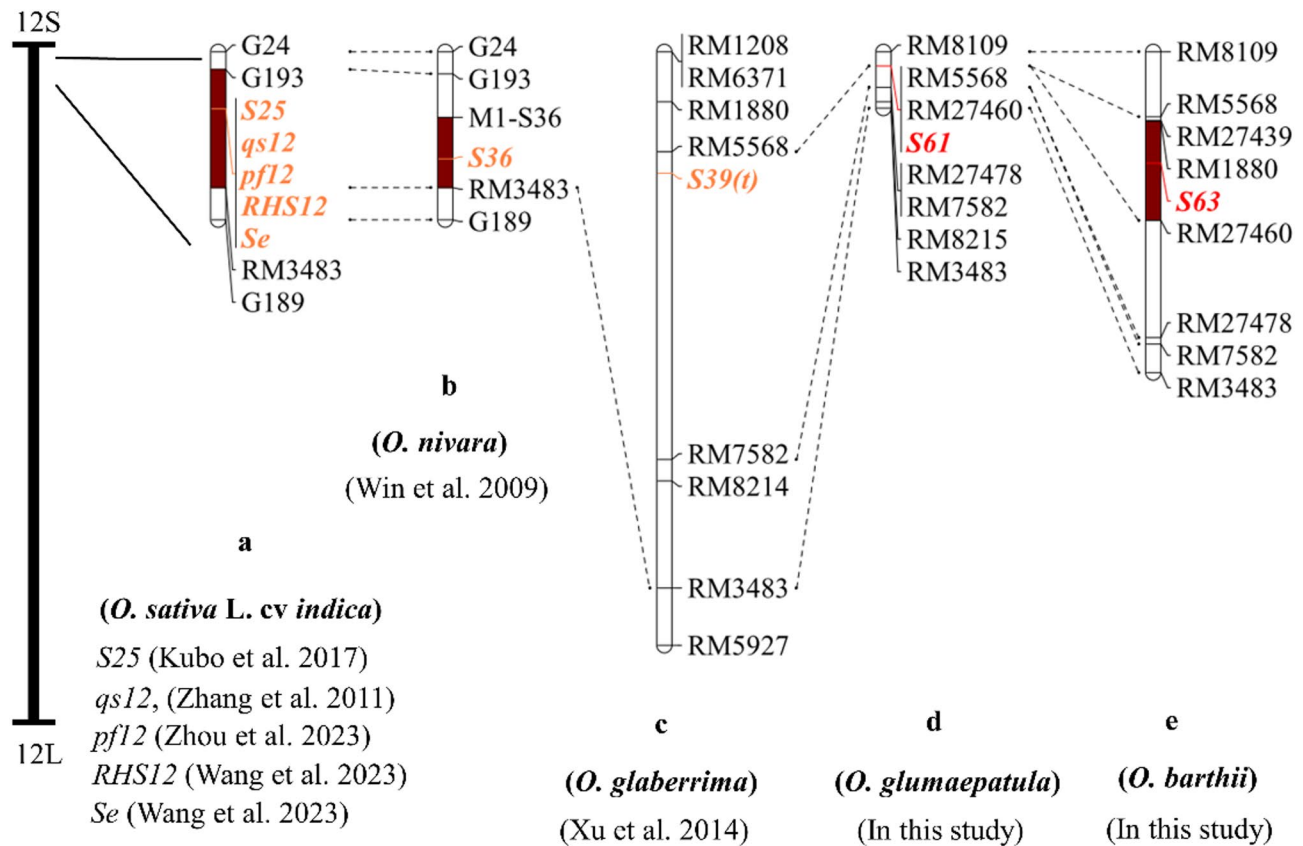 12S
12L
G24
G193
S25
qs12
pf12
RHS12
Se
RM3483
G189
a
(O. sativa L. cv indica)
S25 (Kubo et al. 2017)
qs12, (Zhang et al. 2011)
pf12 (Zhou et al. 2023)
RHS12 (Wang et al. 2023)
Se (Wang et al. 2023)
G24
G193
M1-S36
S36
RM3483
G189
b
(O. nivara)
(Win et al. 2009)
RM1208
RM6371
RM1880
RM5568
S39(t)
RM7582
RM8214
RM3483
RM5927
c
(O. glaberrima)
(Xu et al. 2014)
RM8109
RM5568
RM27460
S61
RM27478
RM7582
RM8215
RM3483
d
(O. glumaepatula)
(In this study)
RM8109
RM5568
RM27439
RM1880
S63
RM27460
RM27478
RM7582
RM3483
e
(O. barthii)
(In this study)